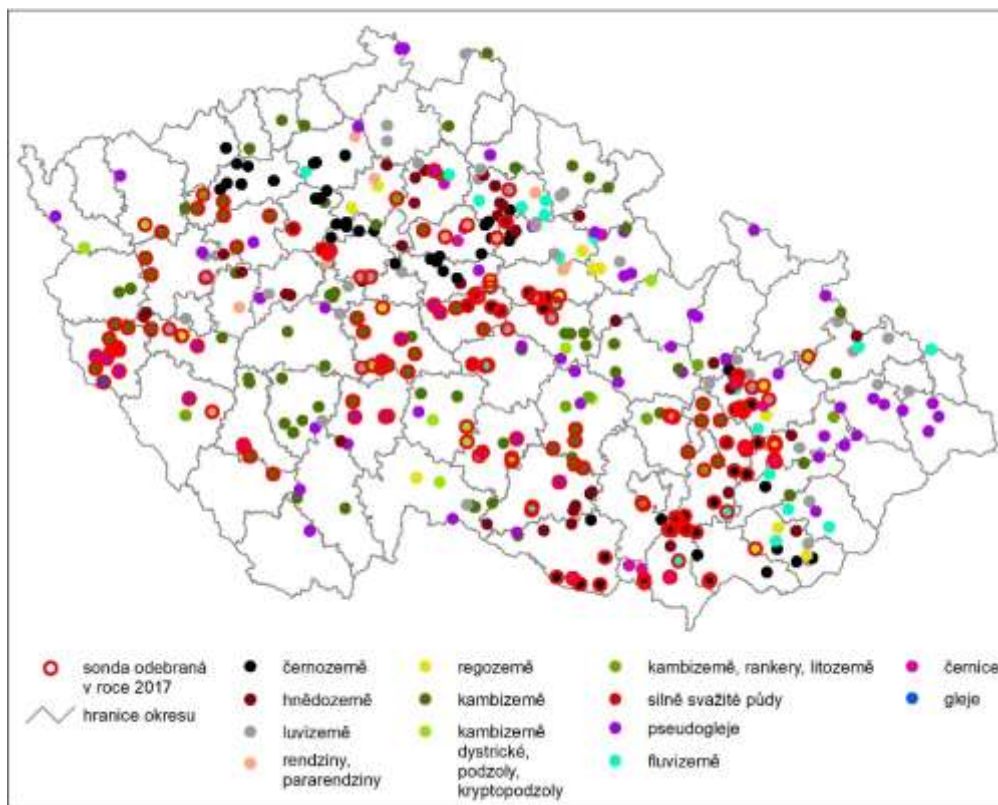 sonda odebraná
v roce 2017
hranice okresu
černozemě
hnědozemě
luvizemě
rendziny,
pararendziny
regozemě
kambizemě
kambizemě
dystrické,
podzoly,
kryptopodzoly
kambizemě, rankery, litozemě
silně svažité půdy
pseudogleje
fluvizemě
černice
gleje